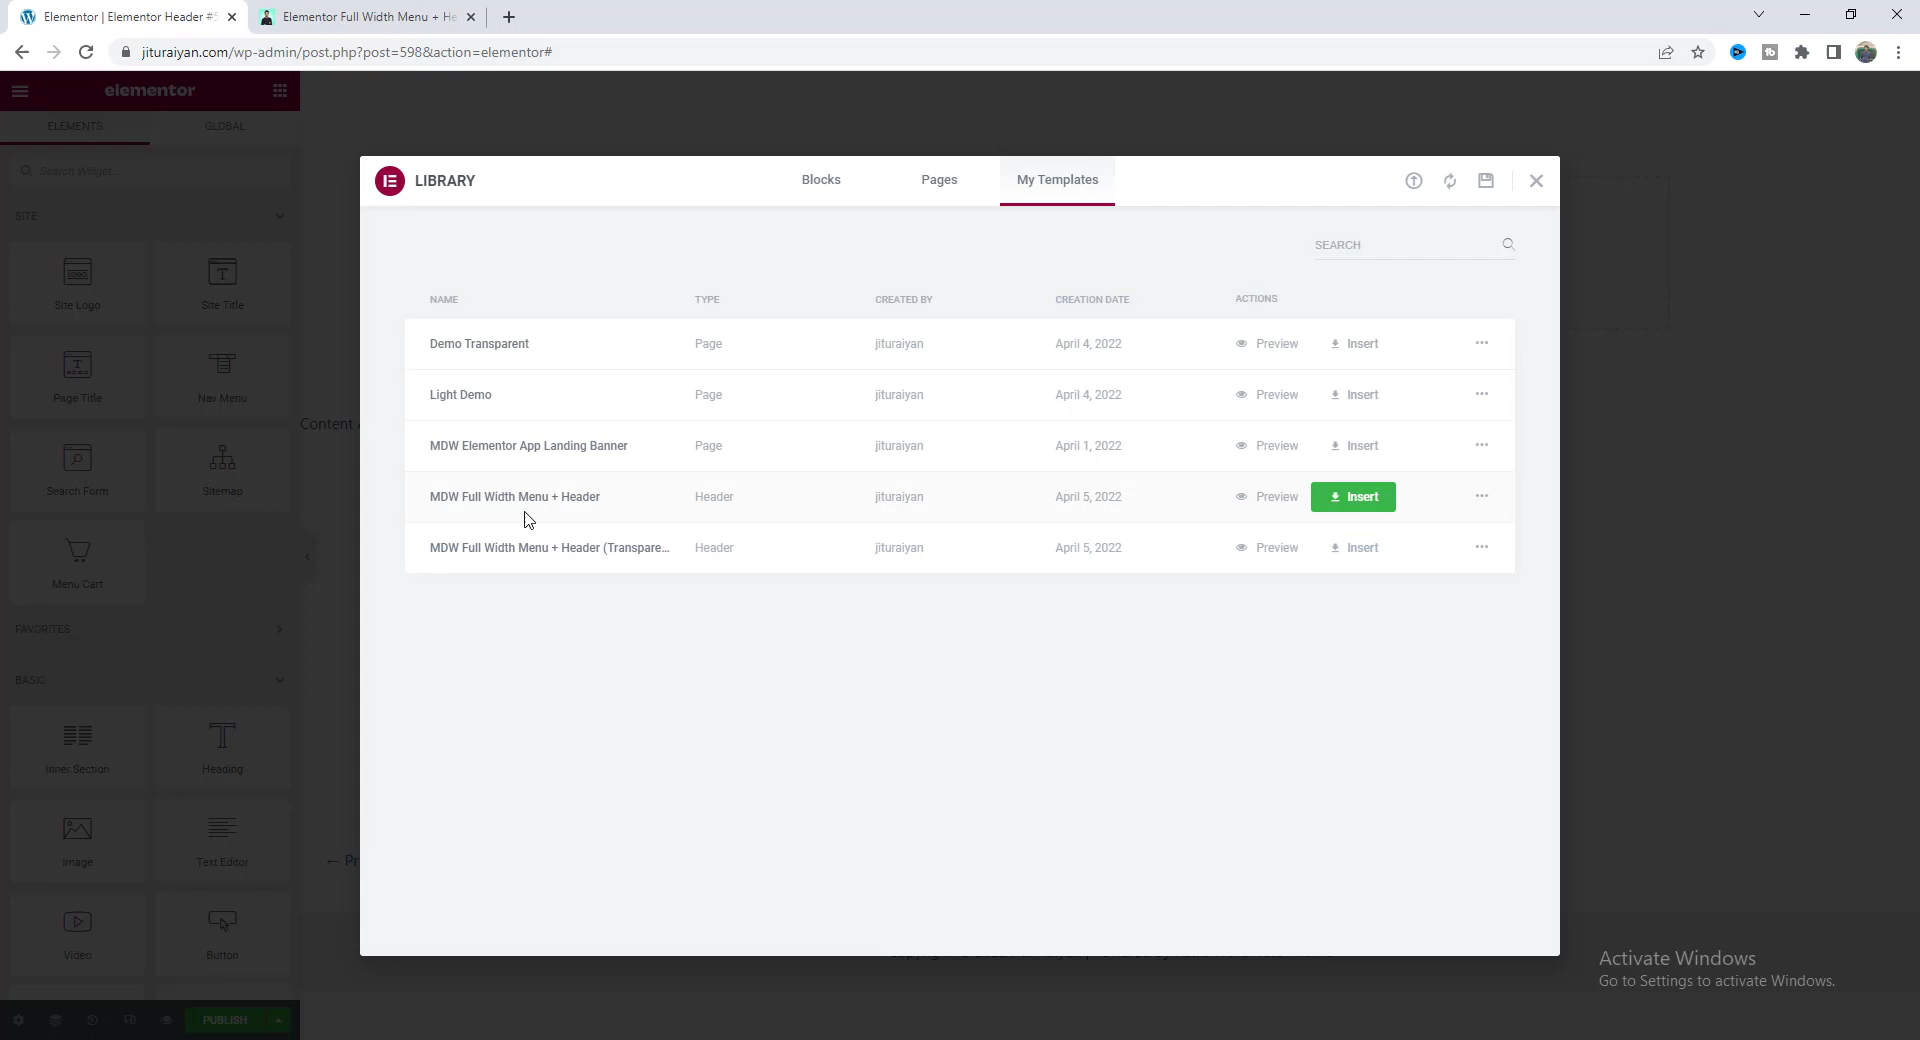 Elementor | Elementor Header #5
Elementor Full Width Menu + He
jituraiyan.com/wp-admin/post.php?post=598&action=elementor#
elementor
ELEMENTS
GLOBAL
Search Widget...
SITE
Site Logo
Site Title
Page Title
Nav Menu
Search Form
Sitemap
Menu Cart
FAVORITES
BASIC
Inner Section
Heading
Image
Text Editor
Video
Button
PUBLISH
Content
← Pr
LIBRARY
Blocks
Pages
My Templates
SEARCH
NAME TYPE CREATED BY CREATION DATE ACTIONS
Demo Transparent Page jituraiyan April 4, 2022 Preview Insert
Light Demo Page jituraiyan April 4, 2022 Preview Insert
MDW Elementor App Landing Banner Page jituraiyan April 1, 2022 Preview Insert
MDW Full Width Menu + Header Header jituraiyan April 5, 2022 Preview Insert
MDW Full Width Menu + Header (Transpare... Header jituraiyan April 5, 2022 Preview Insert
Activate Windows
Go to Settings to activate Windows.